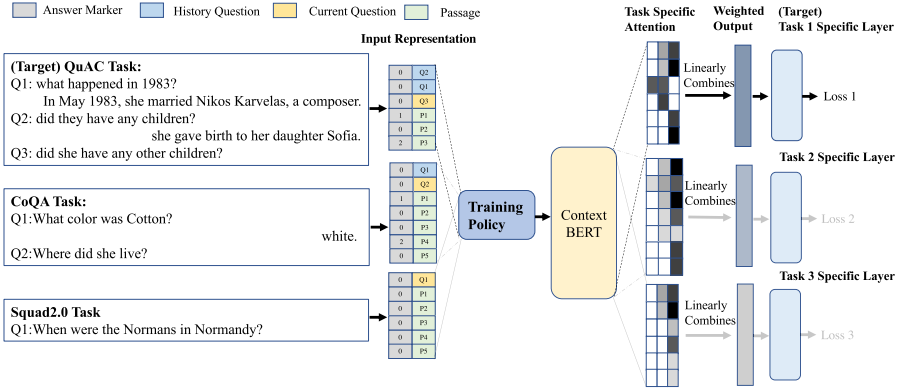 Answer Marker History Question Current Question Passage
Input Representation
(Target) QuAC Task:
Q1: what happened in 1983?
In May 1983, she married Nikos Karvelas, a composer.
Q2: did they have any children?
she gave birth to her daughter Sofia.
Q3: did she have any other children?
0 Q2
0 Q1
0 Q3
1 P1
0 P2
2 P3
CoQA Task:
Q1:What color was Cotton?
white.
Q2:Where did she live?
0 Q1
0 Q2
1 P1
0 P2
0 P3
2 P4
0 P5
Squad2.0 Task
Q1:When were the Normans in Normandy?
0 Q1
0 P1
0 P2
0 P3
0 P4
0 P5
Training
Policy
Context
BERT
Task Specific
Attention
Weighted
Output
(Target)
Task 1 Specific Layer
Linearly
Combines
Loss 1
Task 2 Specific Layer
Linearly
Combines
Loss 2
Task 3 Specific Layer
Linearly
Combines
Loss 3